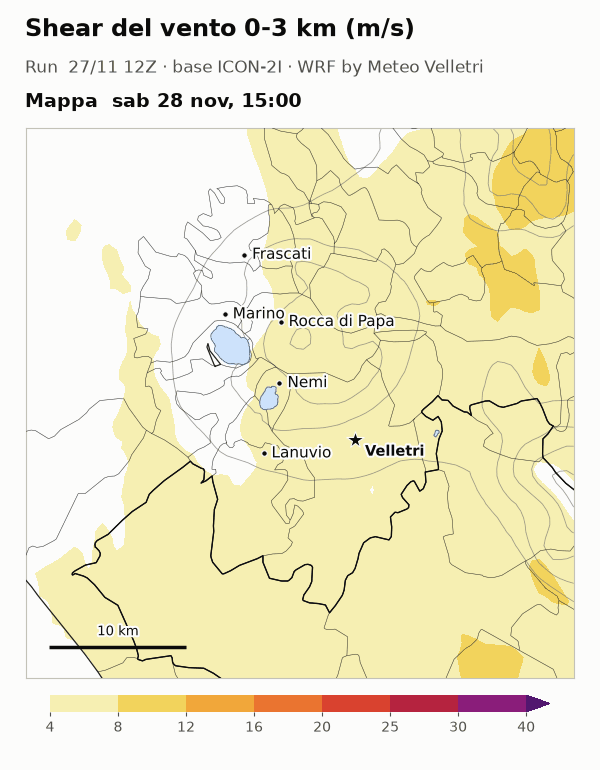 Shear del vento 0-3 km (m/s)
Run  27/11 12Z · base ICON-2I · WRF by Meteo Velletri
Mappa  sab 28 nov, 15:00
Frascati
Marino
Rocca di Papa
Nemi
Velletri
Lanuvio
10 km
4 8 12 16 20 25 30 40